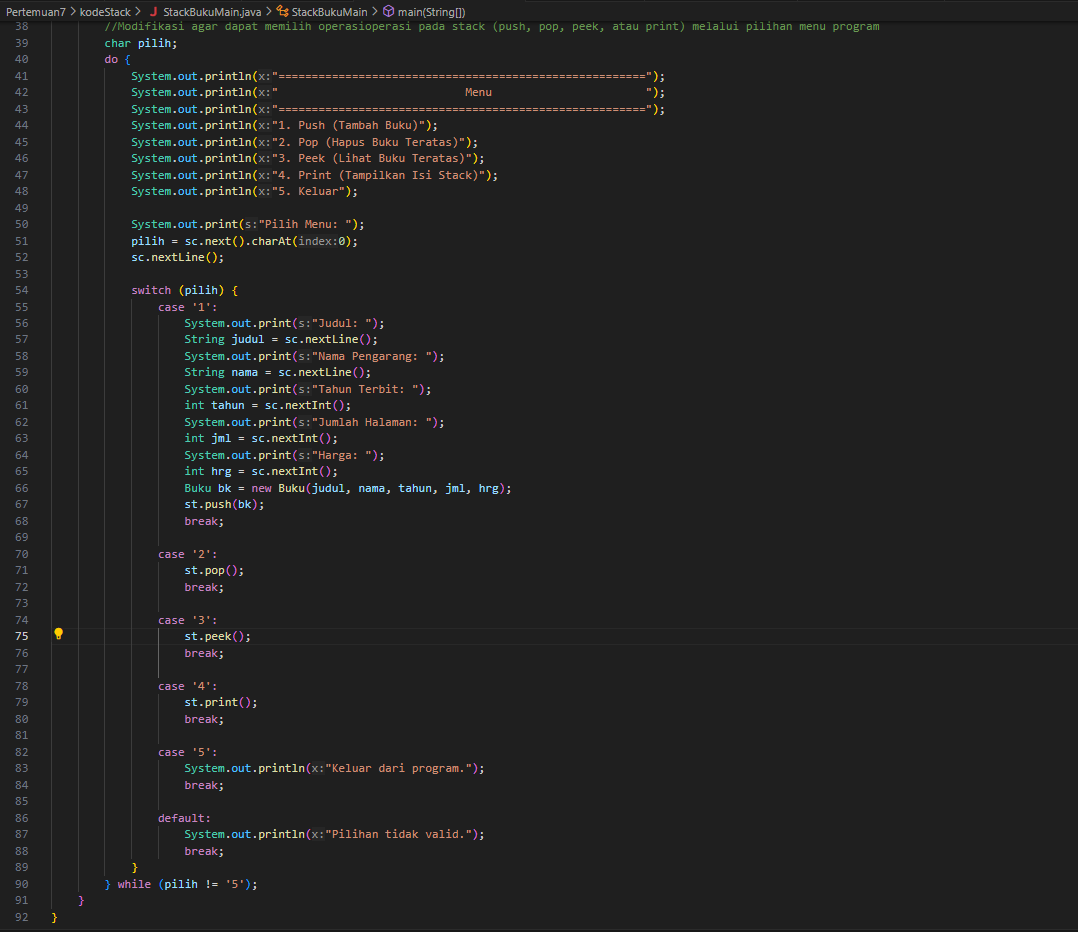 Pertemuan7 > kodeStack > J StackBukuMain.java > StackBukuMain > main(String[])
38 //Modifikasi agar dapat memilih operasioperasi pada stack (push, pop, peek, atau print) melalui pilihan menu program
39 char pilih;
40 do {
41 System.out.println(x:"=======================================================");
42 System.out.println(x:"                            Menu                       ");
43 System.out.println(x:"=======================================================");
44 System.out.println(x:"1. Push (Tambah Buku)");
45 System.out.println(x:"2. Pop (Hapus Buku Teratas)");
46 System.out.println(x:"3. Peek (Lihat Buku Teratas)");
47 System.out.println(x:"4. Print (Tampilkan Isi Stack)");
48 System.out.println(x:"5. Keluar");
49
50 System.out.print(s:"Pilih Menu: ");
51 pilih = sc.next().charAt(index:0);
52 sc.nextLine();
53
54 switch (pilih) {
55 case '1':
56 System.out.print(s:"Judul: ");
57 String judul = sc.nextLine();
58 System.out.print(s:"Nama Pengarang: ");
59 String nama = sc.nextLine();
60 System.out.print(s:"Tahun Terbit: ");
61 int tahun = sc.nextInt();
62 System.out.print(s:"Jumlah Halaman: ");
63 int jml = sc.nextInt();
64 System.out.print(s:"Harga: ");
65 int hrg = sc.nextInt();
66 Buku bk = new Buku(judul, nama, tahun, jml, hrg);
67 st.push(bk);
68 break;
69
70 case '2':
71 st.pop();
72 break;
73
74 case '3':
75 st.peek();
76 break;
77
78 case '4':
79 st.print();
80 break;
81
82 case '5':
83 System.out.println(x:"Keluar dari program.");
84 break;
85
86 default:
87 System.out.println(x:"Pilihan tidak valid.");
88 break;
89 }
90 } while (pilih != '5');
91 }
92 }